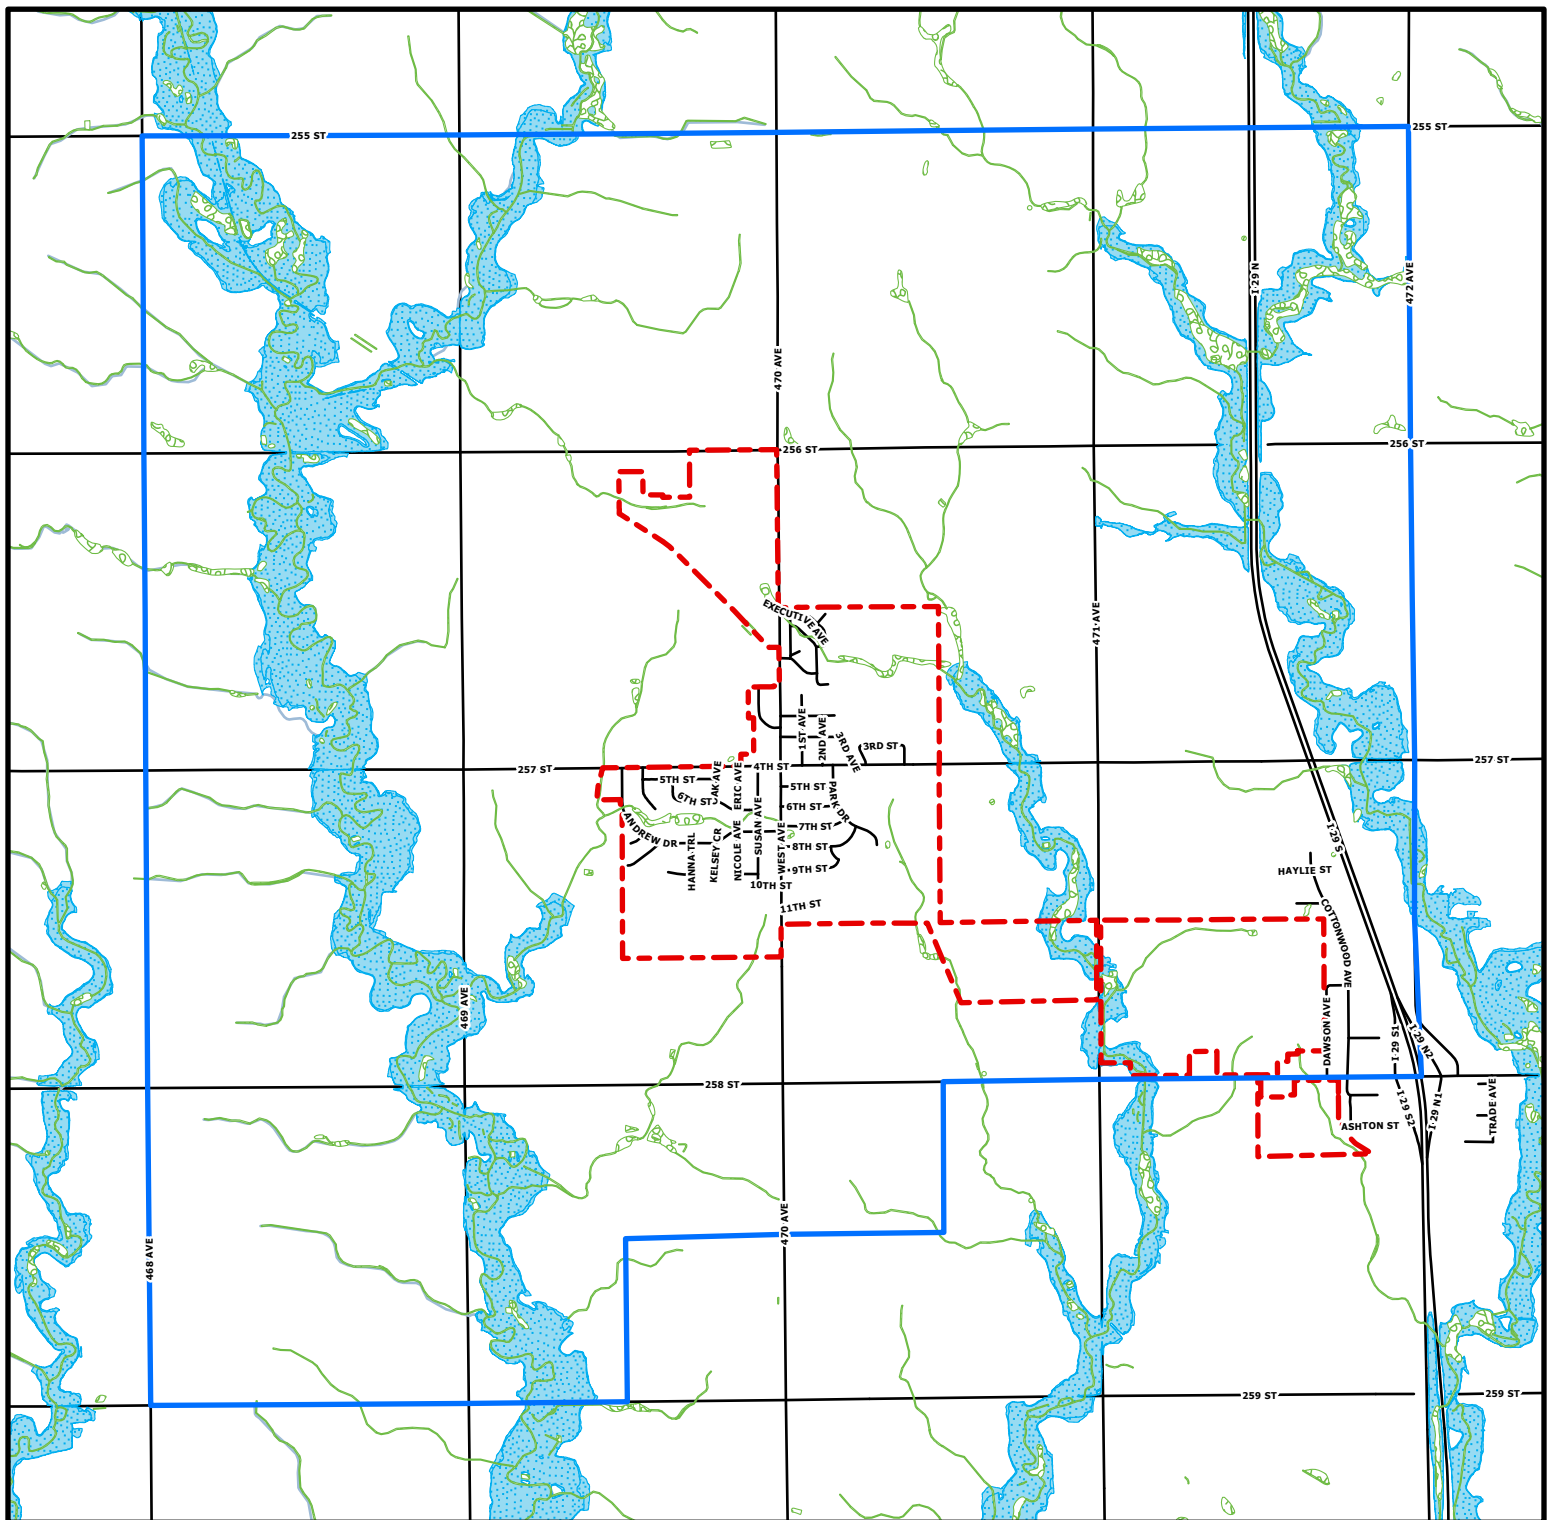 255 ST
255 ST
I 29 N
472 AVE
470 AVE
256 ST
256 ST
EXECUTIVE AVE
471 AVE
1ST AVE
2ND AVE
3RD AVE
3RD ST
257 ST
4TH ST
257 ST
5TH ST
OAK AVE
ERIC AVE
5TH ST
6TH ST
6TH ST
PARK DR
ANDREW DR
SUSAN AVE
7TH ST
I 29 S
HANNA TRL
KELSEY CR
NICOLE AVE
WEST AVE
8TH ST
9TH ST
HAYLIE ST
10TH ST
11TH ST
COTTONWOOD AVE
469 AVE
DAWSON AVE
I 29 S1
I 29 N2
258 ST
I 29 S2
I 29 N1
TRADE AVE
ASHTON ST
468 AVE
470 AVE
259 ST
259 ST